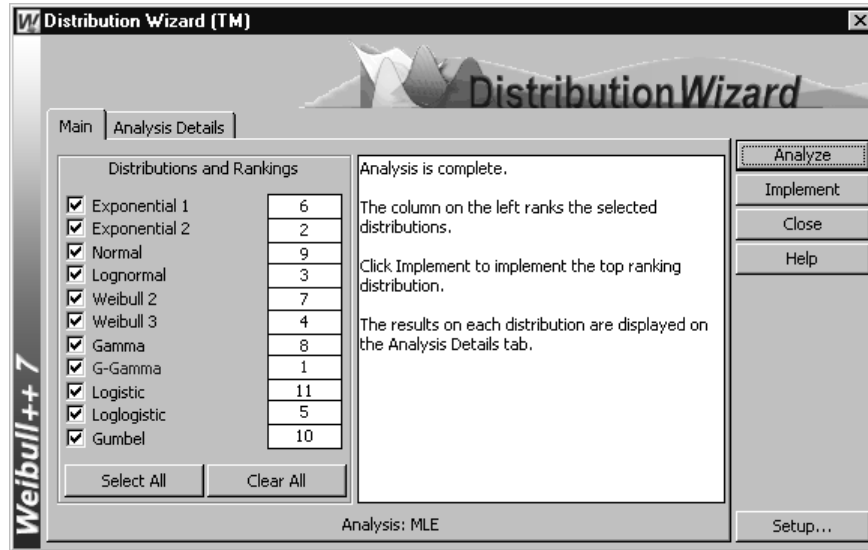 Distribution Wizard (TM)
DistributionWizard
Main
Analysis Details
Distributions and Rankings
Exponential 1 6
Exponential 2 2
Normal 9
Lognormal 3
Weibull 2 7
Weibull 3 4
Gamma 8
G-Gamma 1
Logistic 11
Loglogistic 5
Gumbel 10
Select All
Clear All
Analysis is complete.
The column on the left ranks the selected
distributions.
Click Implement to implement the top ranking
distribution.
The results on each distribution are displayed on
the Analysis Details tab.
Analysis: MLE
Analyze
Implement
Close
Help
Setup...
Weibull++ 7